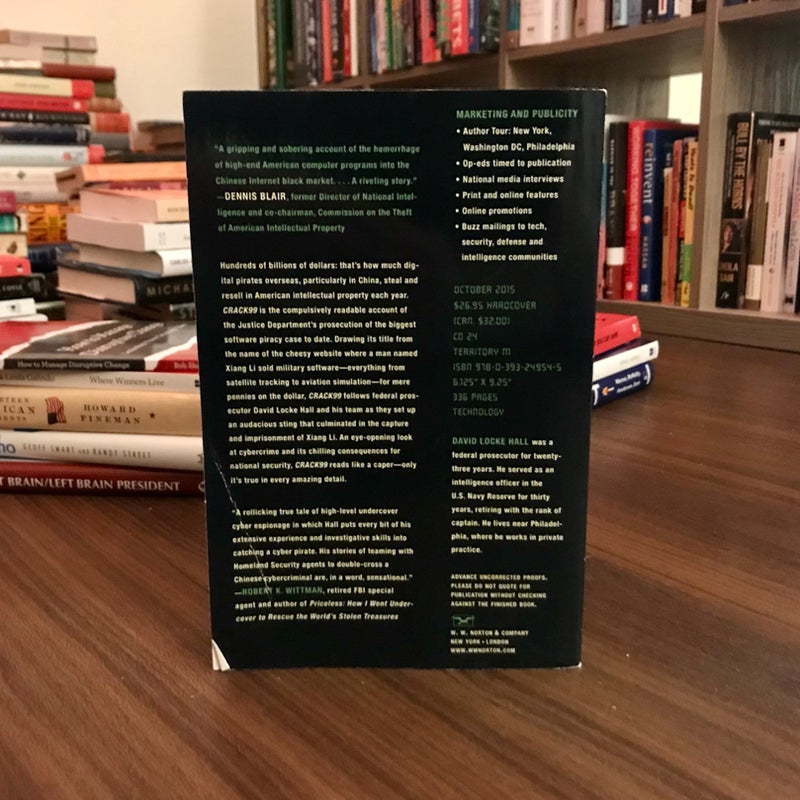 "A gripping and sobering account of the hemorrhage
of high-end American computer programs into the
Chinese Internet black market. . . . A riveting story."
—DENNIS BLAIR, former Director of National Intel-
ligence and co-chairman, Commission on the Theft
of American Intellectual Property
Hundreds of billions of dollars: that's how much dig-
ital pirates overseas, particularly in China, steal and
resell in American intellectual property each year.
CRACK99 is the compulsively readable account of
the Justice Department's prosecution of the biggest
software piracy case to date. Drawing its title from
the name of the cheesy website where a man named
Xiang Li sold military software—everything from
satellite tracking to aviation simulation—for mere
pennies on the dollar, CRACK99 follows federal pros-
ecutor David Locke Hall and his team as they set up
an audacious sting that culminated in the capture
and imprisonment of Xiang Li. An eye-opening look
at cybercrime and its chilling consequences for
national security, CRACK99 reads like a caper—only
it's true in every amazing detail.
"A rollicking true tale of high-level undercover
cyber espionage in which Hall puts every bit of his
extensive experience and investigative skills into
catching a cyber pirate. His stories of teaming with
Homeland Security agents to double-cross a
Chinese cybercriminal are, in a word, sensational."
—ROBERT K. WITTMAN, retired FBI special
agent and author of Priceless: How I Went Under-
cover to Rescue the World's Stolen Treasures
MARKETING AND PUBLICITY
• Author Tour: New York,
Washington DC, Philadelphia
• Op-eds timed to publication
• National media interviews
• Print and online features
• Online promotions
• Buzz mailings to tech,
security, defense and
intelligence communities
OCTOBER 2015
$26.95 HARDCOVER
(CAN. $32.00)
CQ 24
TERRITORY M
ISBN 978-0-393-24954-5
6.125" X 9.25"
336 PAGES
TECHNOLOGY
DAVID LOCKE HALL was a
federal prosecutor for twenty-
three years. He served as an
intelligence officer in the
U.S. Navy Reserve for thirty
years, retiring with the rank of
captain. He lives near Philadel-
phia, where he works in private
practice.
ADVANCE UNCORRECTED PROOFS.
PLEASE DO NOT QUOTE FOR
PUBLICATION WITHOUT CHECKING
AGAINST THE FINISHED BOOK.
W. W. NORTON & COMPANY
NEW YORK • LONDON
WWW.WWNORTON.COM
MICHA
How to Manage Disruptive Change
Where Winners Live
HOWARD
FINEMAN
GEOFF SMART AND RANDY STREET
BRAIN/LEFT BRAIN PRESIDENT
reinvent
HASSAN
BULL BY THE HORNS